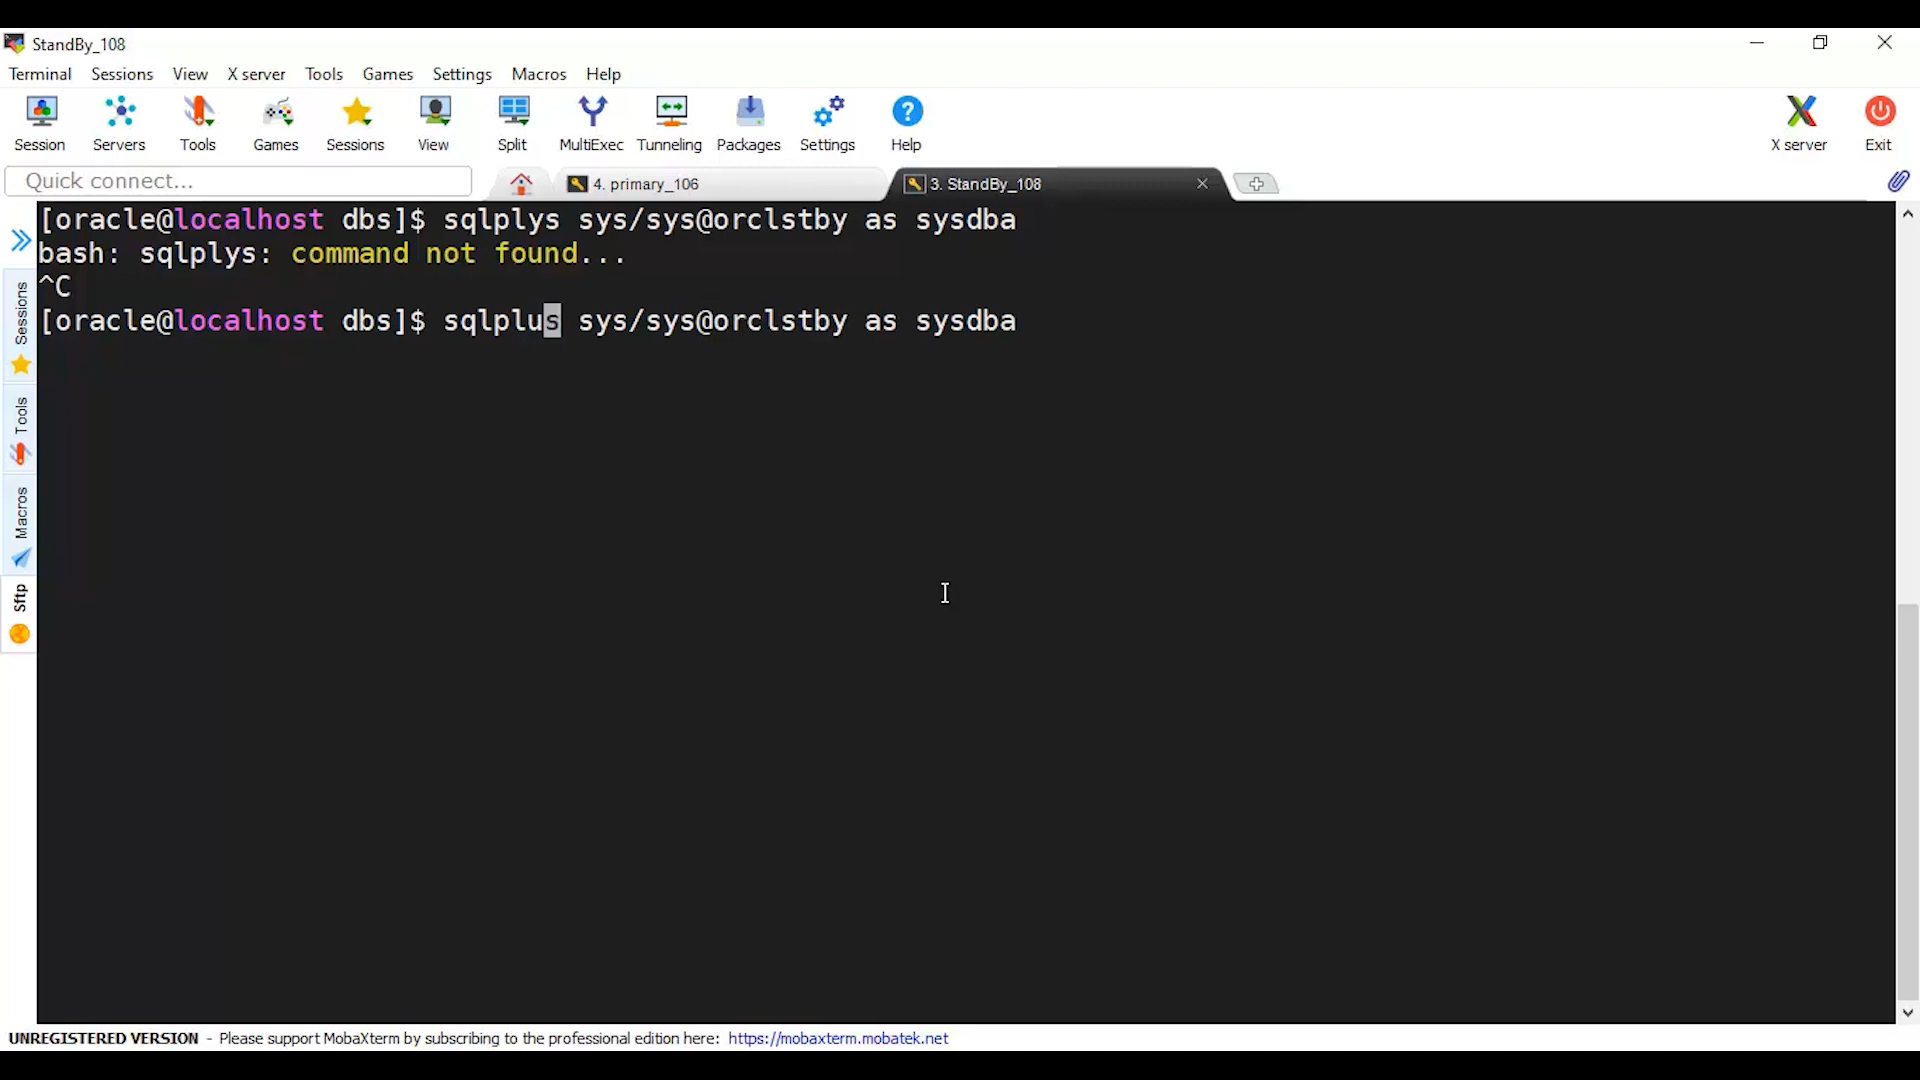 StandBy_108
Terminal Sessions View X server Tools Games Settings Macros Help
Session Servers Tools Games Sessions View Split MultiExec Tunneling Packages Settings Help X server Exit
Quick connect...
4. primary_106
3. StandBy_108
[oracle@localhost dbs]$ sqlplys sys/sys@orclstby as sysdba
bash: sqlplys: command not found...
^C
[oracle@localhost dbs]$ sqlplus sys/sys@orclstby as sysdba
Sessions
Tools
Macros
Sftp
UNREGISTERED VERSION - Please support MobaXterm by subscribing to the professional edition here: https://mobaxterm.mobatek.net